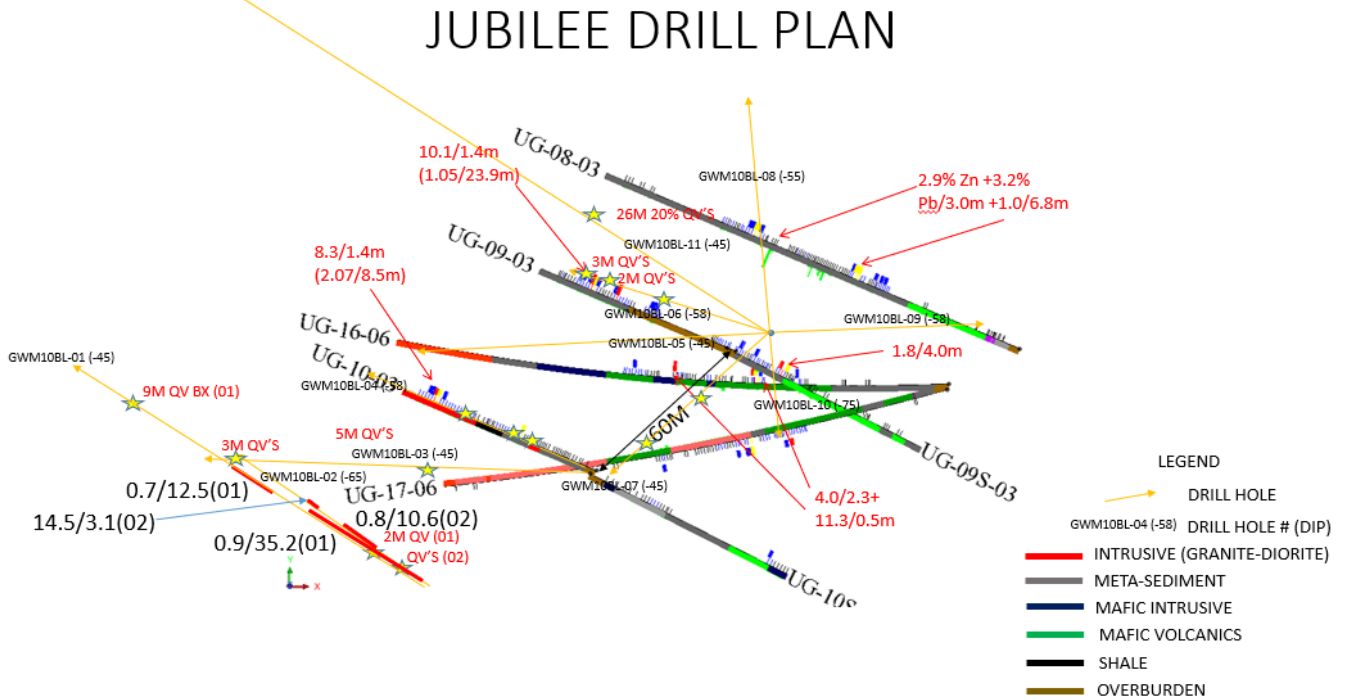 JUBILEE DRILL PLAN
UG-08-03
10.1/1.4m
(1.05/23.9m)
GWM10BL-08 (-55)
2.9% Zn +3.2%
Pb/3.0m +1.0/6.8m
26M 20% QV'S
UG-09-03
GWM10BL-11 (-45)
8.3/1.4m
(2.07/8.5m)
3M QV'S
2M QV'S
GWM10BL-06 (-58)
GWM10BL-09 (-58)
UG-16-06
GWM10BL-05 (-45)
1.8/4.0m
GWM10BL-01 (-45)
UG-10-03
GWM10BL-04(-58)
9M QV BX (01)
GWM10BL-10 (-75)
60M
5M QV'S
3M QV'S
GWM10BL-03 (-45)
UG-09S-03
GWM10BL-02 (-65)
UG-17-06
GWM10BL-07 (-45)
LEGEND
0.7/12.5(01)
4.0/2.3+
11.3/0.5m
DRILL HOLE
14.5/3.1(02)
0.8/10.6(02)
GWM10BL-04 (-58) DRILL HOLE # (DIP)
0.9/35.2(01)
2M QV (01)
QV'S (02)
INTRUSIVE (GRANITE-DIORITE)
Y
X
UG-10S
META-SEDIMENT
MAFIC INTRUSIVE
MAFIC VOLCANICS
SHALE
OVERBURDEN